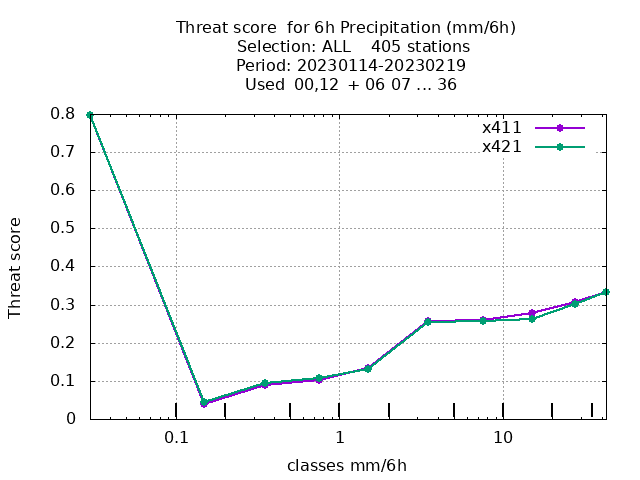 Threat score  for 6h Precipitation (mm/6h)
Selection: ALL    405 stations
Period: 20230114-20230219
Used  00,12  + 06 07 ... 36
x411
x421
0.8
0.7
0.6
0.5
0.4
0.3
0.2
0.1
0
Threat score
0.1
1
10
classes mm/6h